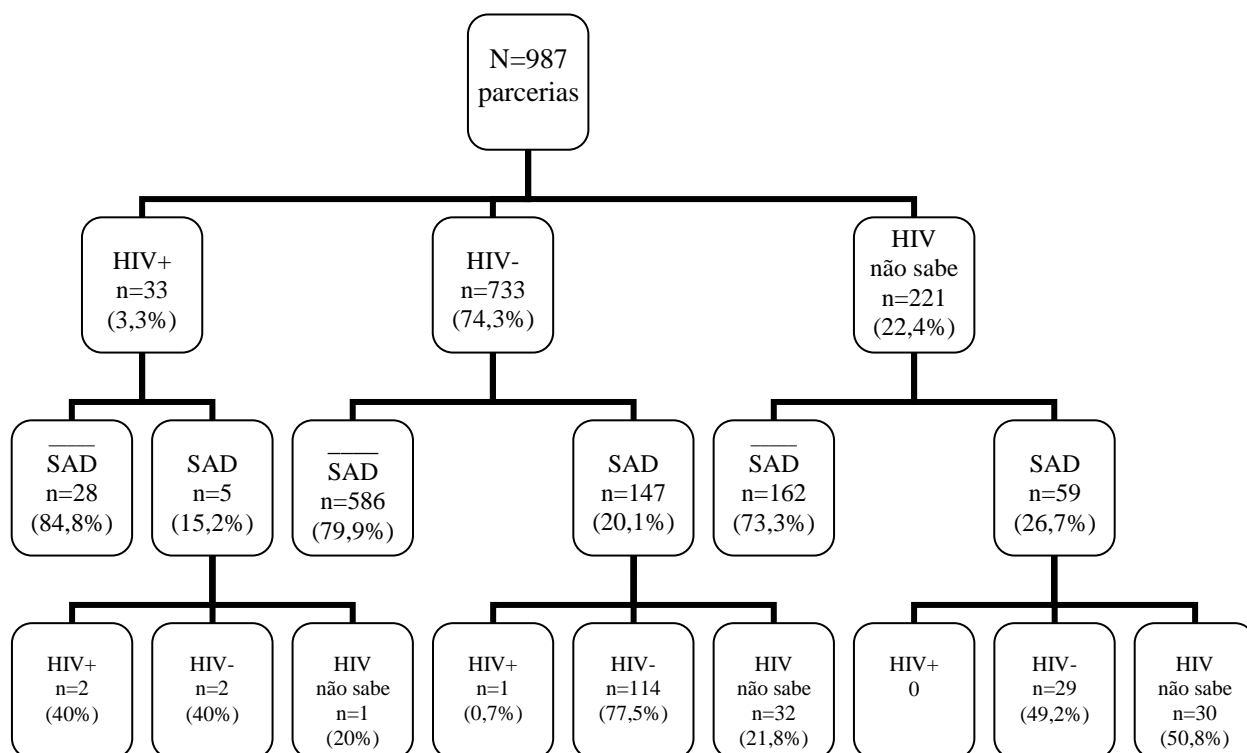 N=987
parcerias
HIV+
n=33
(3,3%)
HIV-
n=733
(74,3%)
HIV
não sabe
n=221
(22,4%)
SAD
n=28
(84,8%)
SAD
n=5
(15,2%)
SAD
n=586
(79,9%)
SAD
n=147
(20,1%)
SAD
n=162
(73,3%)
SAD
n=59
(26,7%)
HIV+
n=2
(40%)
HIV-
n=2
(40%)
HIV
não sabe
n=1
(20%)
HIV+
n=1
(0,7%)
HIV-
n=114
(77,5%)
HIV
não sabe
n=32
(21,8%)
HIV+
0
HIV-
n=29
(49,2%)
HIV
não sabe
n=30
(50,8%)